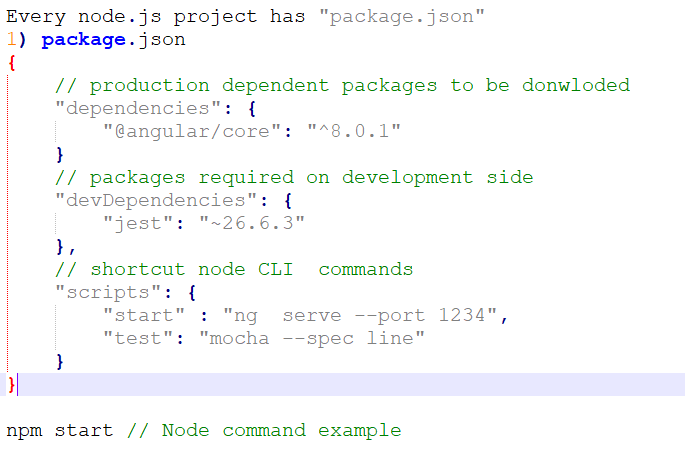 Every node.js project has "package.json"
1) package.json
{
// production dependent packages to be donwloded
"dependencies": {
"@angular/core": "^8.0.1"
}
// packages required on development side
"devDependencies": {
"jest": "~26.6.3"
},
// shortcut node CLI  commands
"scripts": {
"start" : "ng  serve --port 1234",
"test": "mocha --spec line"
}
}
npm start // Node command example